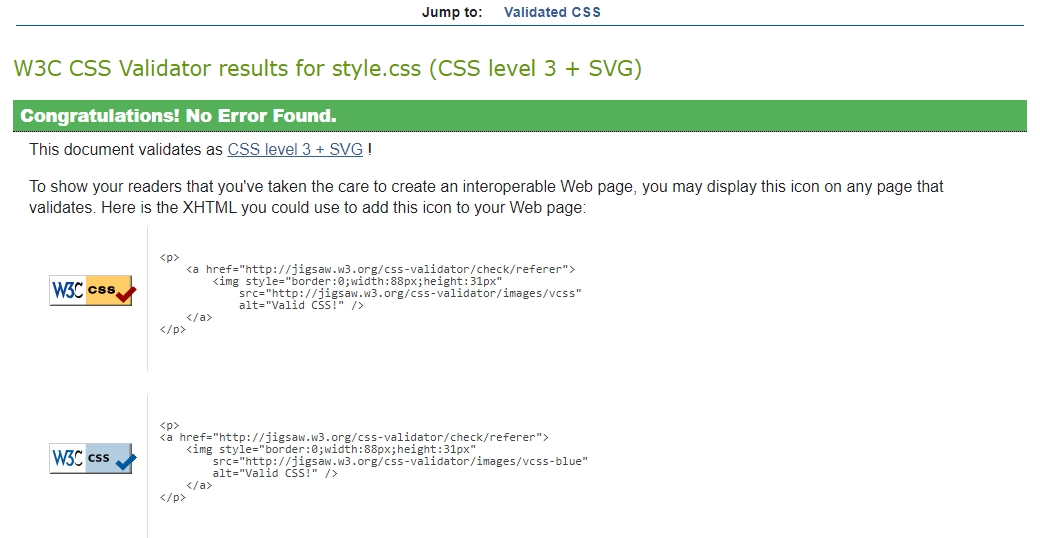 Jump to: Validated CSS
W3C CSS Validator results for style.css (CSS level 3 + SVG)
Congratulations! No Error Found.
This document validates as CSS level 3 + SVG !
To show your readers that you've taken the care to create an interoperable Web page, you may display this icon on any page that
validates. Here is the XHTML you could use to add this icon to your Web page:
W3C css
<p>
<a href="http://jigsaw.w3.org/css-validator/check/referer">
<img style="border:0;width:88px;height:31px"
src="http://jigsaw.w3.org/css-validator/images/vcss"
alt="Valid CSS!" />
</a>
</p>
W3C css
<p>
<a href="http://jigsaw.w3.org/css-validator/check/referer">
<img style="border:0;width:88px;height:31px"
src="http://jigsaw.w3.org/css-validator/images/vcss-blue"
alt="Valid CSS!" />
</a>
</p>